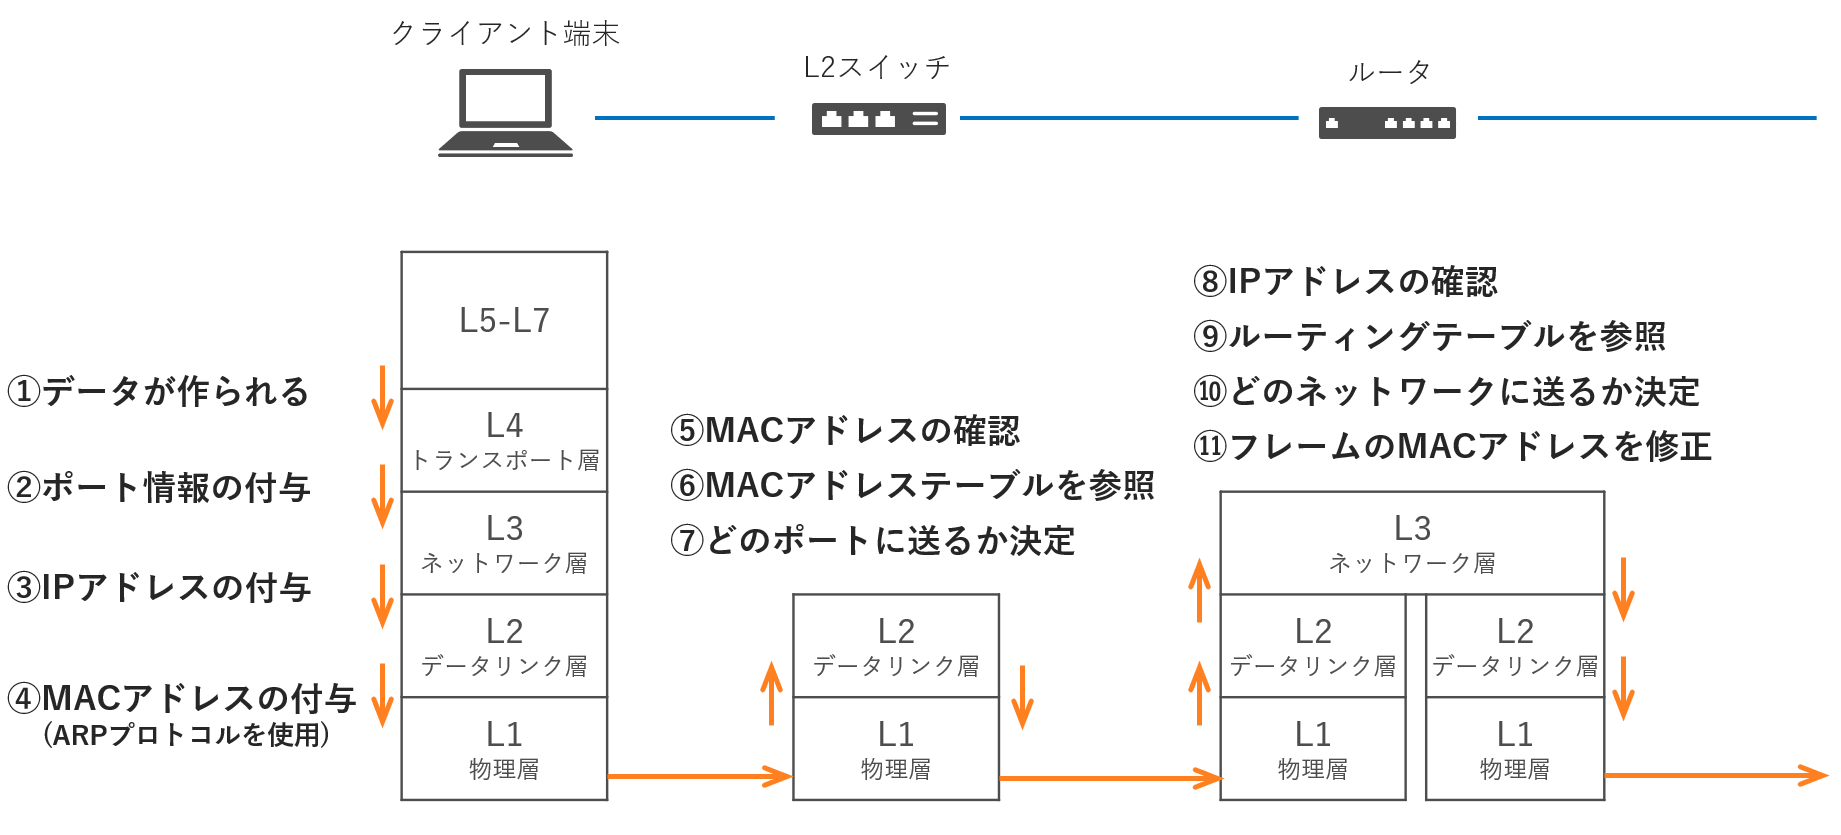 クライアント端末
L2スイッチ
ルータ
①データが作られる
②ポート情報の付与
③IPアドレスの付与
④MACアドレスの付与
(ARPプロトコルを使用)
L5-L7
L4
トランスポート層
L3
ネットワーク層
L2
データリンク層
L1
物理層
⑤MACアドレスの確認
⑥MACアドレステーブルを参照
⑦どのポートに送るか決定
L2
データリンク層
L1
物理層
⑧IPアドレスの確認
⑨ルーティングテーブルを参照
⑩どのネットワークに送るか決定
⑪フレームのMACアドレスを修正
L3
ネットワーク層
L2
データリンク層
L1
物理層
L2
データリンク層
L1
物理層